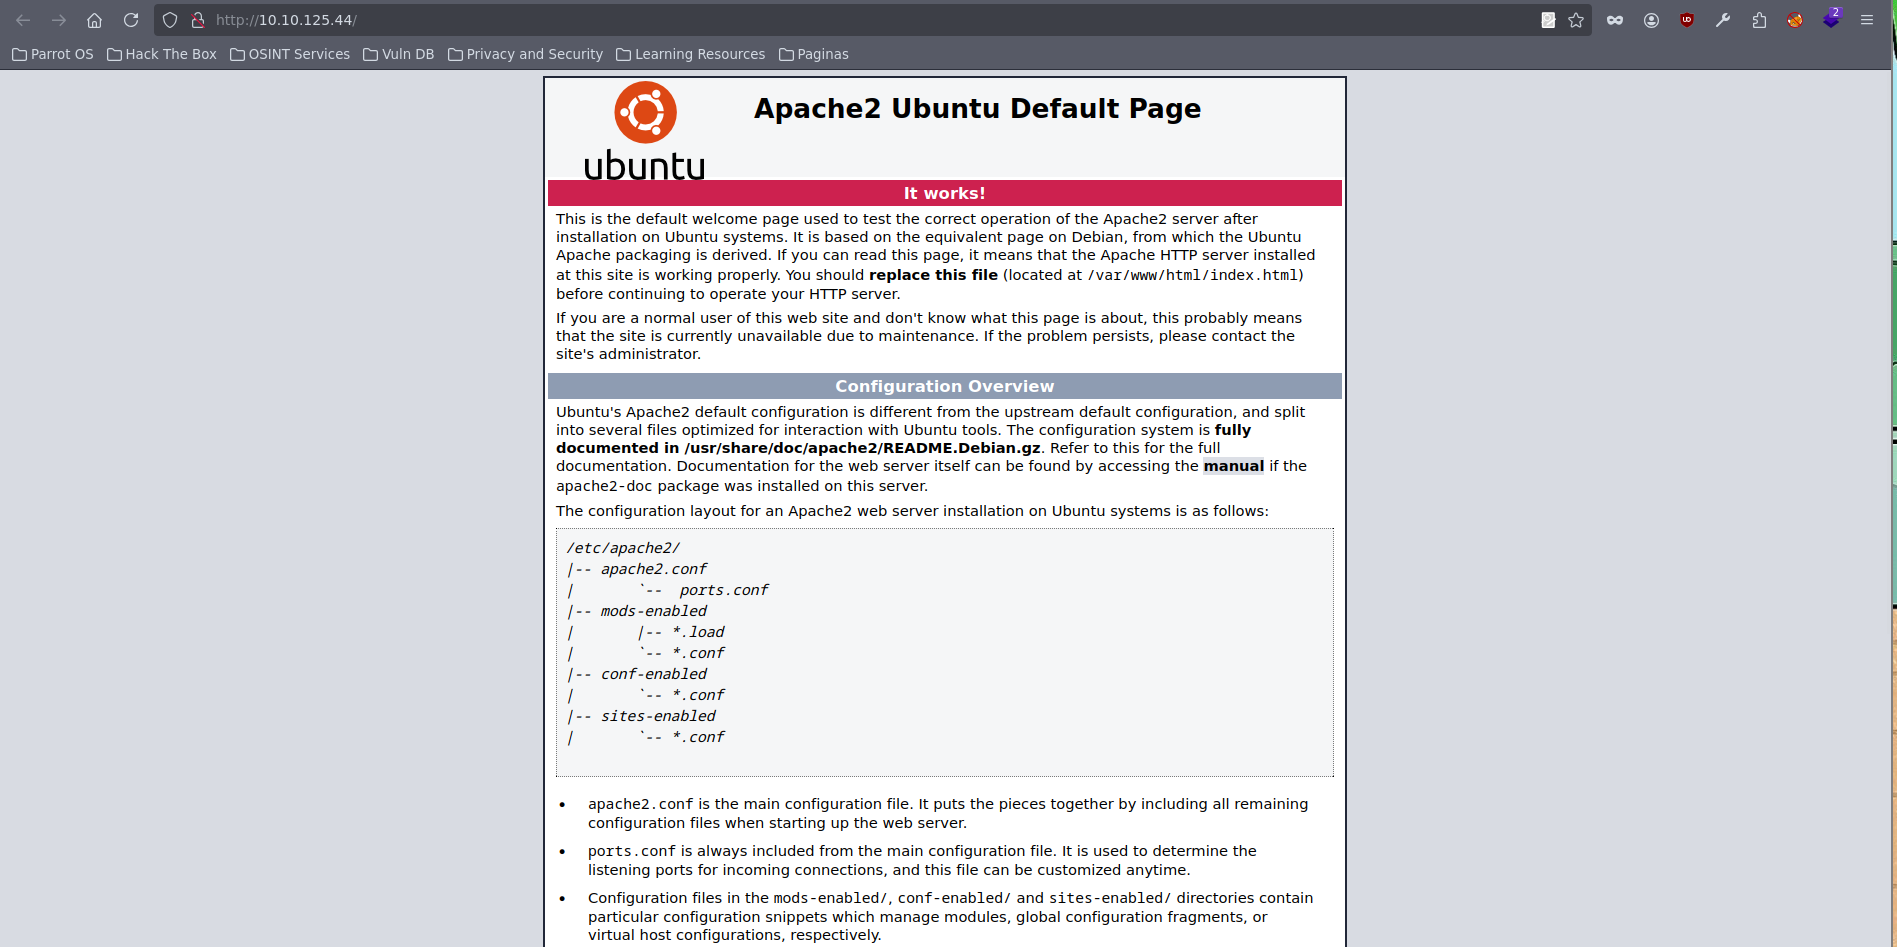 http://10.10.125.44/
2
Parrot OS Hack The Box OSINT Services Vuln DB Privacy and Security Learning Resources Paginas
Apache2 Ubuntu Default Page
ubuntu
It works!
This is the default welcome page used to test the correct operation of the Apache2 server after
installation on Ubuntu systems. It is based on the equivalent page on Debian, from which the Ubuntu
Apache packaging is derived. If you can read this page, it means that the Apache HTTP server installed
at this site is working properly. You should replace this file (located at /var/www/html/index.html)
before continuing to operate your HTTP server.
If you are a normal user of this web site and don't know what this page is about, this probably means
that the site is currently unavailable due to maintenance. If the problem persists, please contact the
site's administrator.
Configuration Overview
Ubuntu's Apache2 default configuration is different from the upstream default configuration, and split
into several files optimized for interaction with Ubuntu tools. The configuration system is fully
documented in /usr/share/doc/apache2/README.Debian.gz. Refer to this for the full
documentation. Documentation for the web server itself can be found by accessing the manual if the
apache2-doc package was installed on this server.
The configuration layout for an Apache2 web server installation on Ubuntu systems is as follows:
/etc/apache2/
|-- apache2.conf
|       `--  ports.conf
|-- mods-enabled
|       |-- *.load
|       `-- *.conf
|-- conf-enabled
|       `-- *.conf
|-- sites-enabled
|       `-- *.conf
• apache2.conf is the main configuration file. It puts the pieces together by including all remaining
configuration files when starting up the web server.
• ports.conf is always included from the main configuration file. It is used to determine the
listening ports for incoming connections, and this file can be customized anytime.
• Configuration files in the mods-enabled/, conf-enabled/ and sites-enabled/ directories contain
particular configuration snippets which manage modules, global configuration fragments, or
virtual host configurations, respectively.